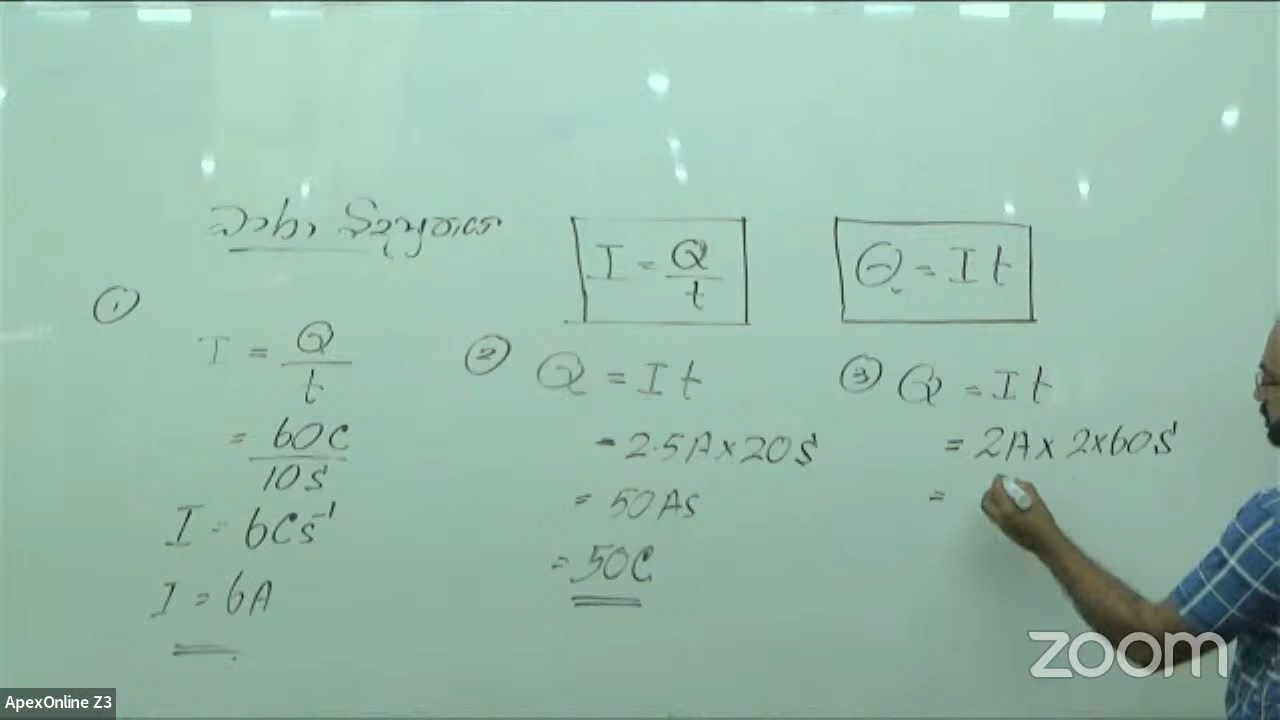 ධාරා විද්‍යුතය
I = Q/t
Q = It
①
I = Q/t
= 60C/10s
I = 6Cs⁻¹
I = 6A
②
Q = It
= 2.5A×20s
= 50As
= 50C
③
Q = It
= 2A× 2×60s
=
zoom
ApexOnline Z3